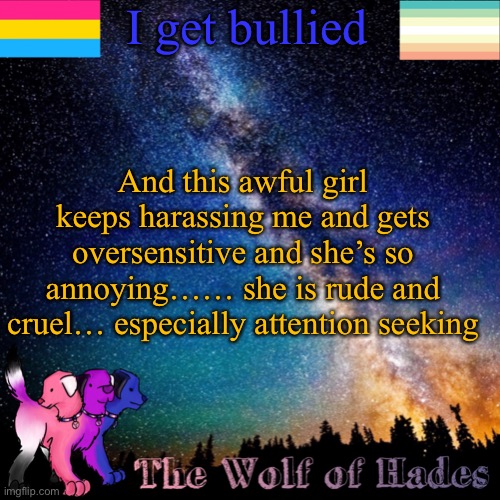 I get bullied
And this awful girl
keeps harassing me and gets
oversensitive and she’s so
annoying…… she is rude and
cruel… especially attention seeking
The Wolf of Hades
imgflip.com